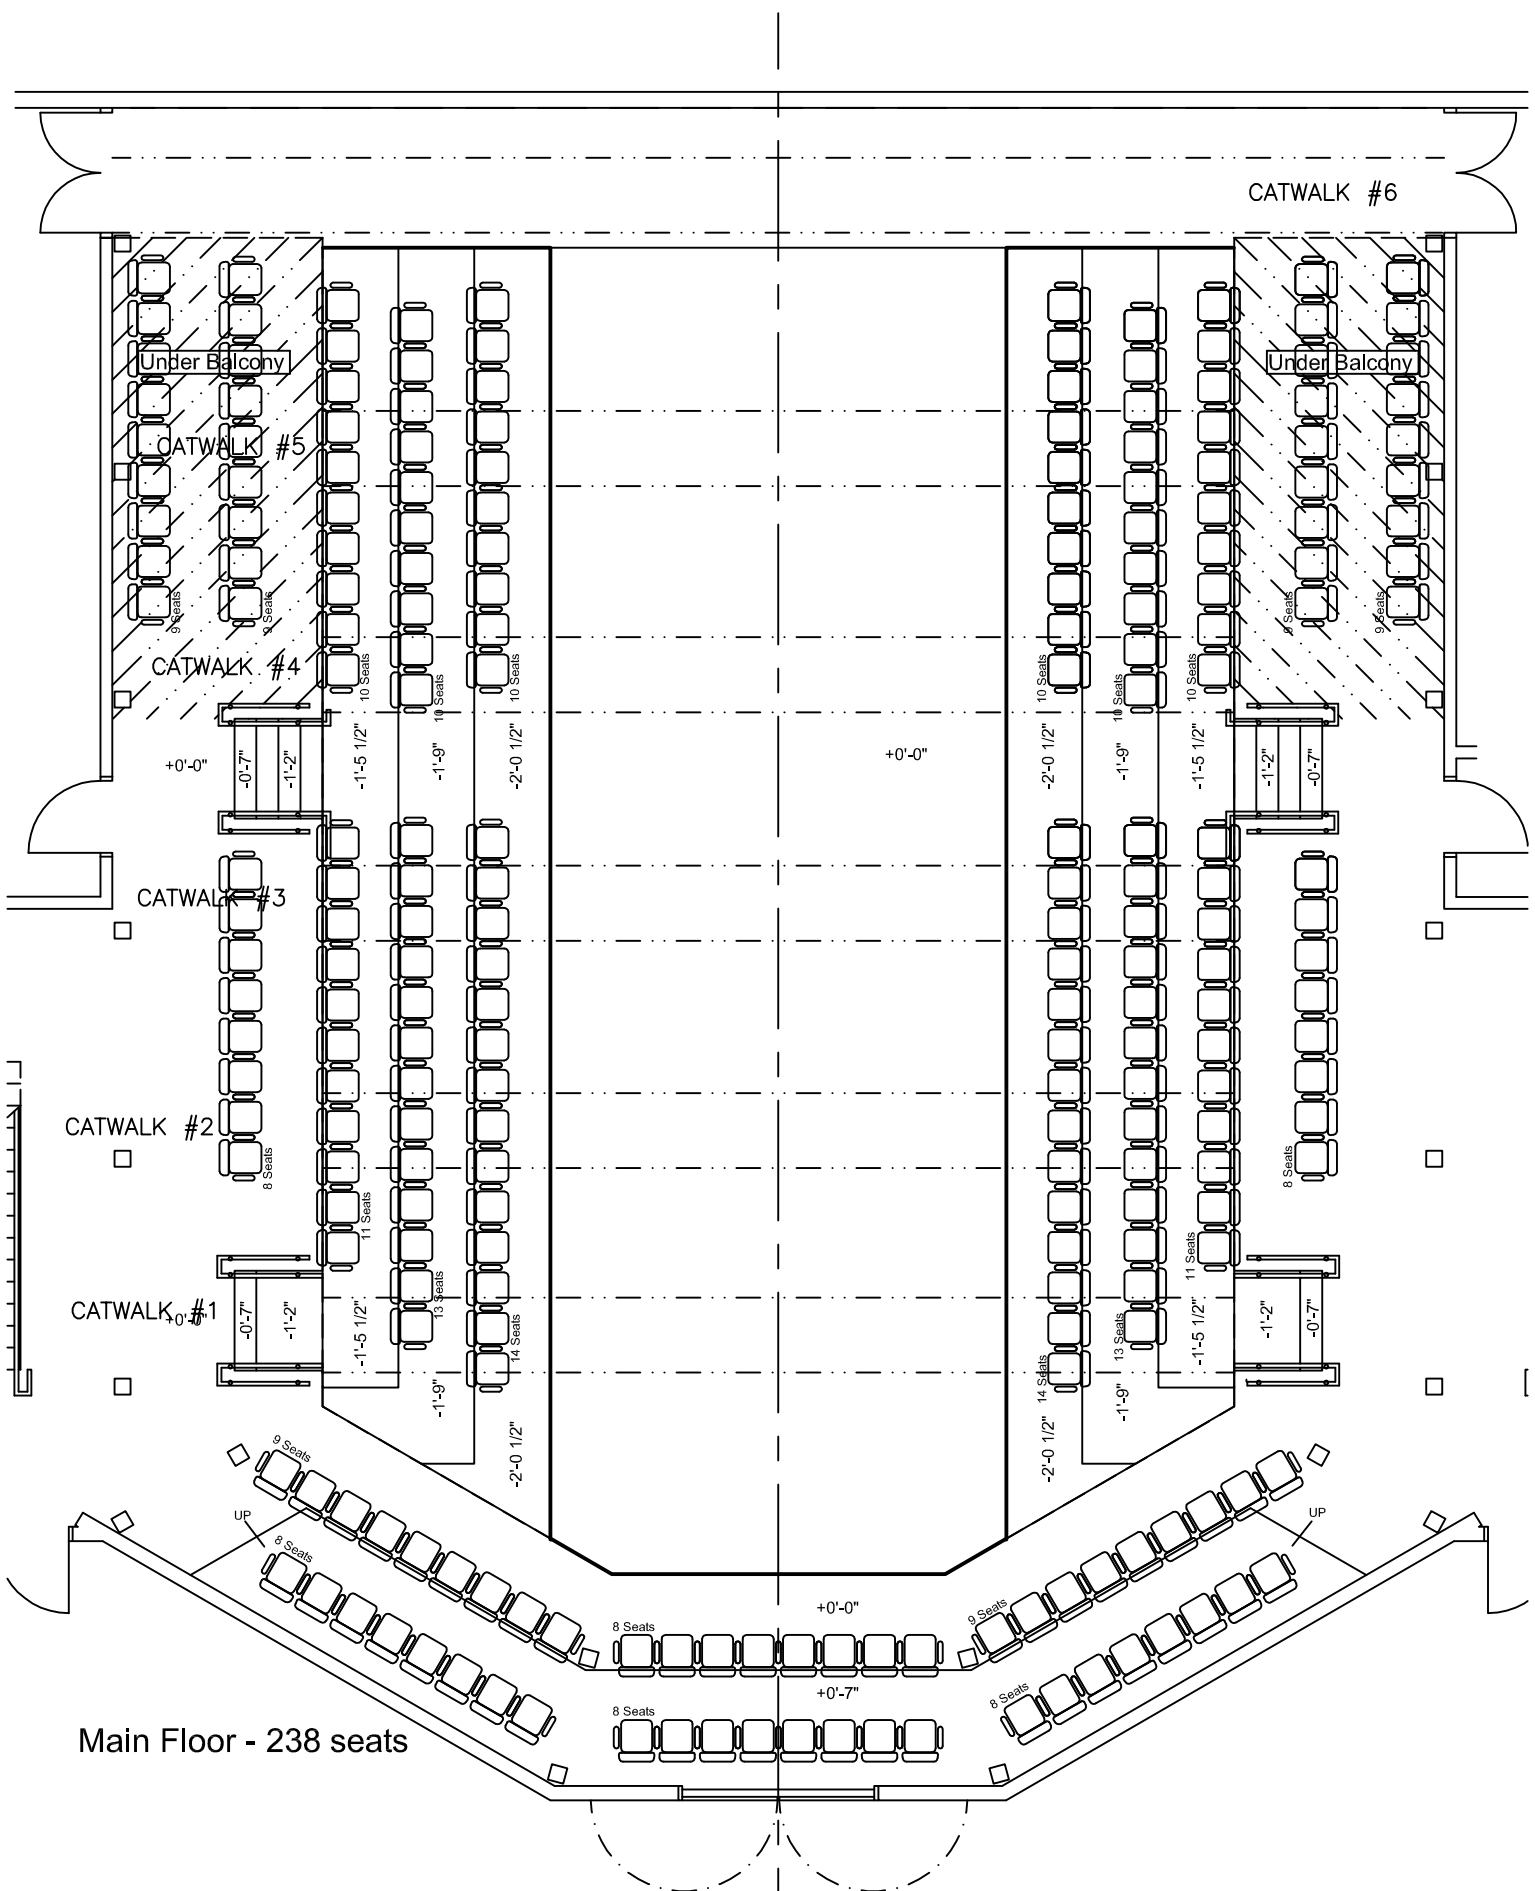 CATWALK #6
Under Balcony
Under Balcony
CATWALK #5
9 Seats
9 Seats
9 Seats
9 Seats
CATWALK #4
10 Seats
10 Seats
10 Seats
10 Seats
10 Seats
10 Seats
+0'-0"
-0'-7"
-1'-2"
-1'-5 1/2"
-1'-9"
-2'-0 1/2"
+0'-0"
-2'-0 1/2"
-1'-9"
-1'-5 1/2"
-1'-2"
-0'-7"
CATWALK #3
CATWALK #2
8 Seats
8 Seats
11 Seats
11 Seats
13 Seats
14 Seats
14 Seats
13 Seats
CATWALK #1
+0'-0"
-0'-7"
-1'-2"
-1'-5 1/2"
-1'-9"
-2'-0 1/2"
-2'-0 1/2"
-1'-9"
-1'-5 1/2"
-1'-2"
-0'-7"
9 Seats
UP
UP
8 Seats
+0'-0"
8 Seats
9 Seats
+0'-7"
8 Seats
8 Seats
Main Floor - 238 seats